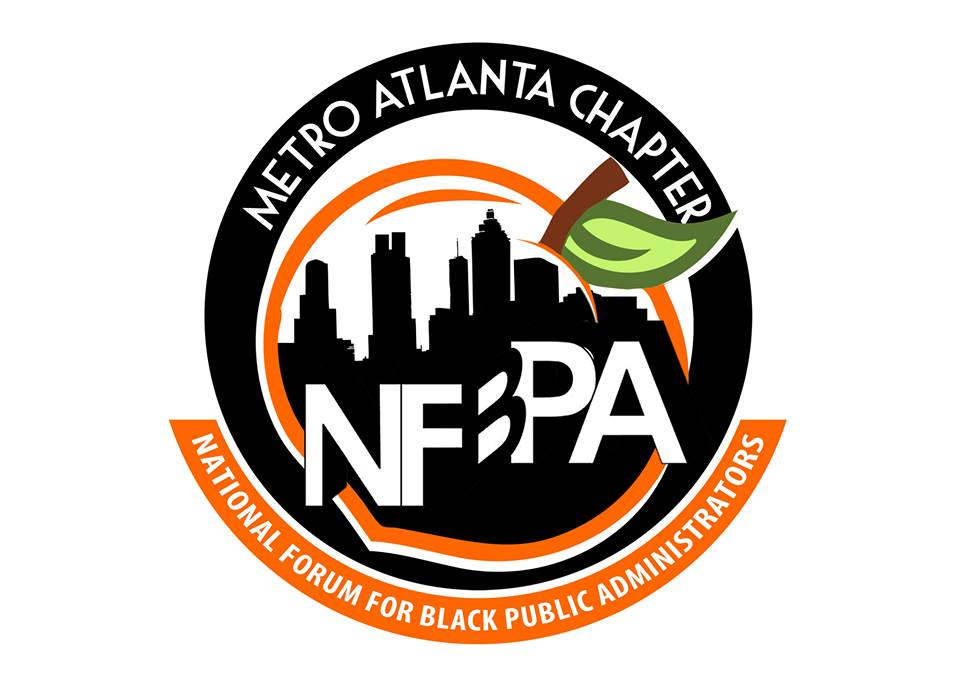 METRO ATLANTA CHAPTER
NFBPA
NATIONAL FORUM FOR BLACK PUBLIC ADMINISTRATORS